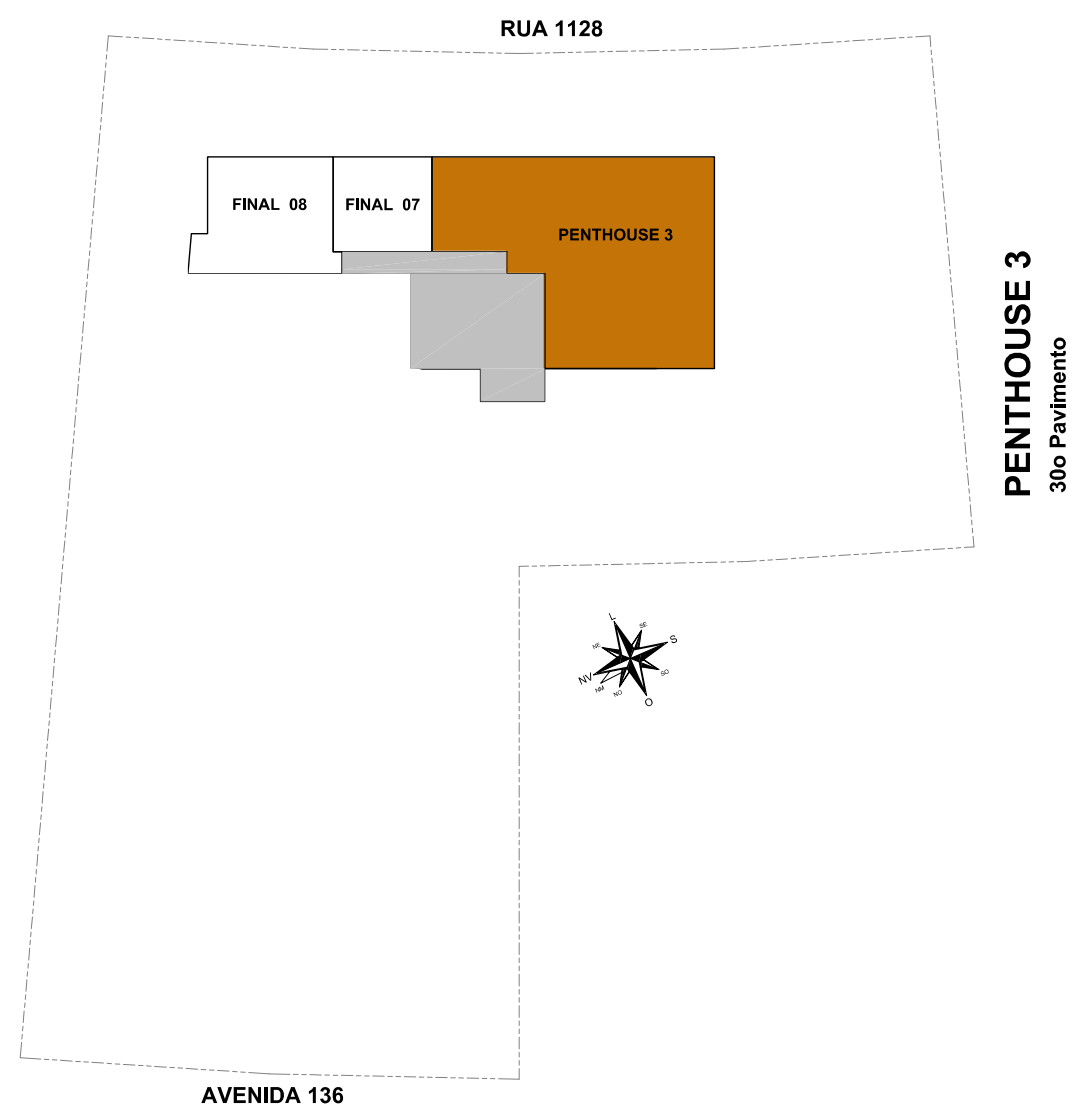 RUA 1128
FINAL 08
FINAL 07
PENTHOUSE 3
PENTHOUSE 3
30o Pavimento
L
SE
NE
S
SO
NV
NM
NO
O
AVENIDA 136